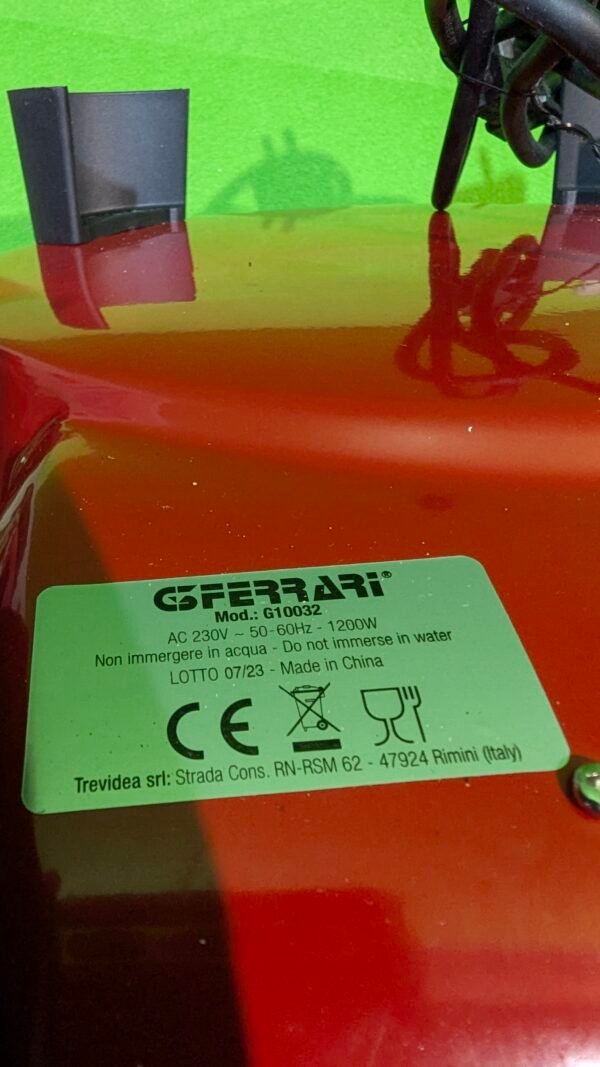 G3FERRARI®
Mod.: G10032
AC 230V ~ 50-60Hz - 1200W
Non immergere in acqua - Do not immerse in water
LOTTO 07/23 - Made in China
CE
Trevidea srl: Strada Cons. RN-RSM 62 - 47924 Rimini (Italy)